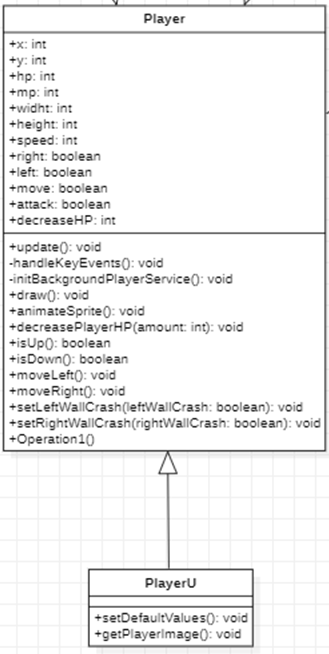 Player
+x: int
+y: int
+hp: int
+mp: int
+widht: int
+height: int
+speed: int
+right: boolean
+left: boolean
+move: boolean
+attack: boolean
+decreaseHP: int
+update(): void
-handleKeyEvents(): void
-initBackgroundPlayerService(): void
+draw(): void
+animateSprite(): void
+decreasePlayerHP(amount: int): void
+isUp(): boolean
+isDown(): boolean
+moveLeft(): void
+moveRight(): void
+setLeftWallCrash(leftWallCrash: boolean): void
+setRightWallCrash(rightWallCrash: boolean): void
+Operation1()
PlayerU
+setDefaultValues(): void
+getPlayerImage(): void